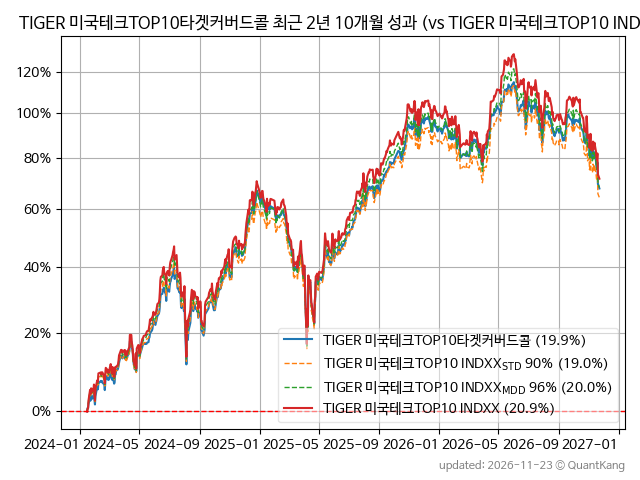 TIGER 미국테크TOP10타겟커버드콜 최근 2년 10개월 성과 (vs TIGER 미국테크TOP10 IND
120%
100%
80%
60%
40%
20%
0%
TIGER 미국테크TOP10타겟커버드콜 (19.9%)
TIGER 미국테크TOP10 INDXXSTD 90% (19.0%)
TIGER 미국테크TOP10 INDXXMDD 96% (20.0%)
TIGER 미국테크TOP10 INDXX (20.9%)
2024-01 2024-05 2024-09 2025-01 2025-05 2025-09 2026-01 2026-05 2026-09 2027-01
updated: 2026-11-23 © QuantKang